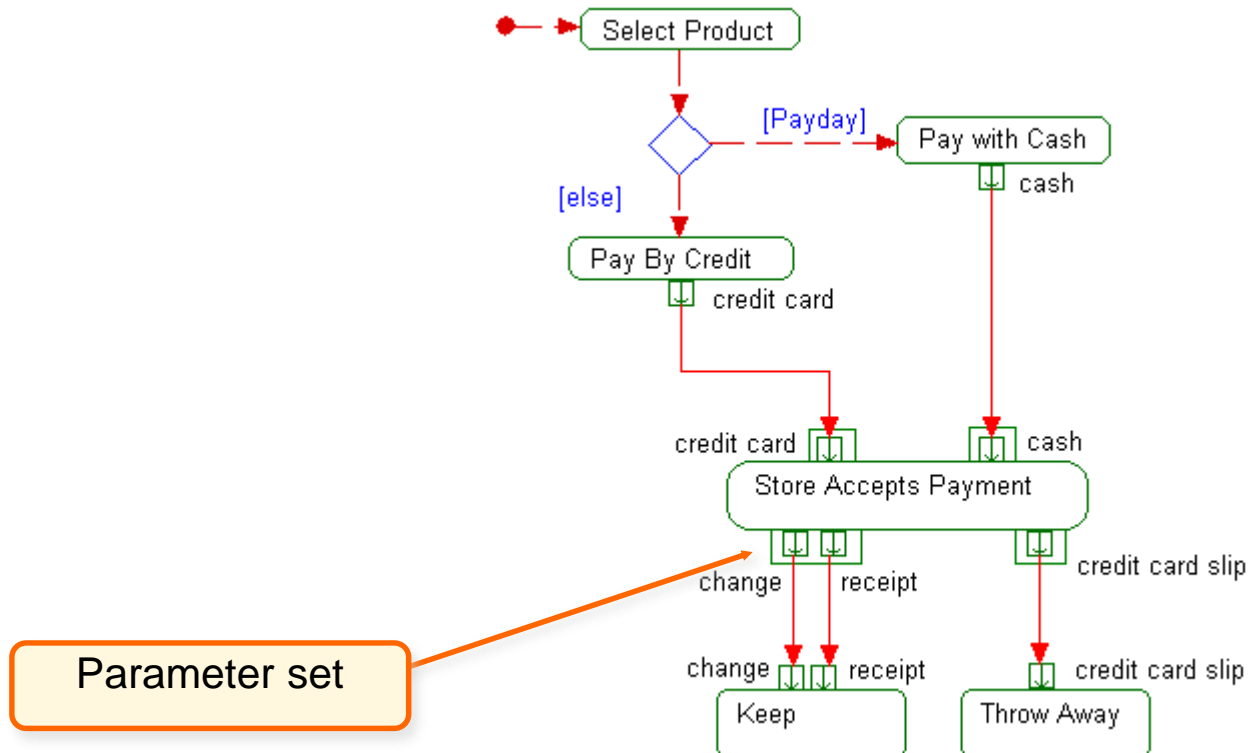 Select Product
[Payday]
Pay with Cash
cash
[else]
Pay By Credit
credit card
credit card
cash
Store Accepts Payment
change
receipt
credit card slip
Parameter set
change
receipt
credit card slip
Keep
Throw Away